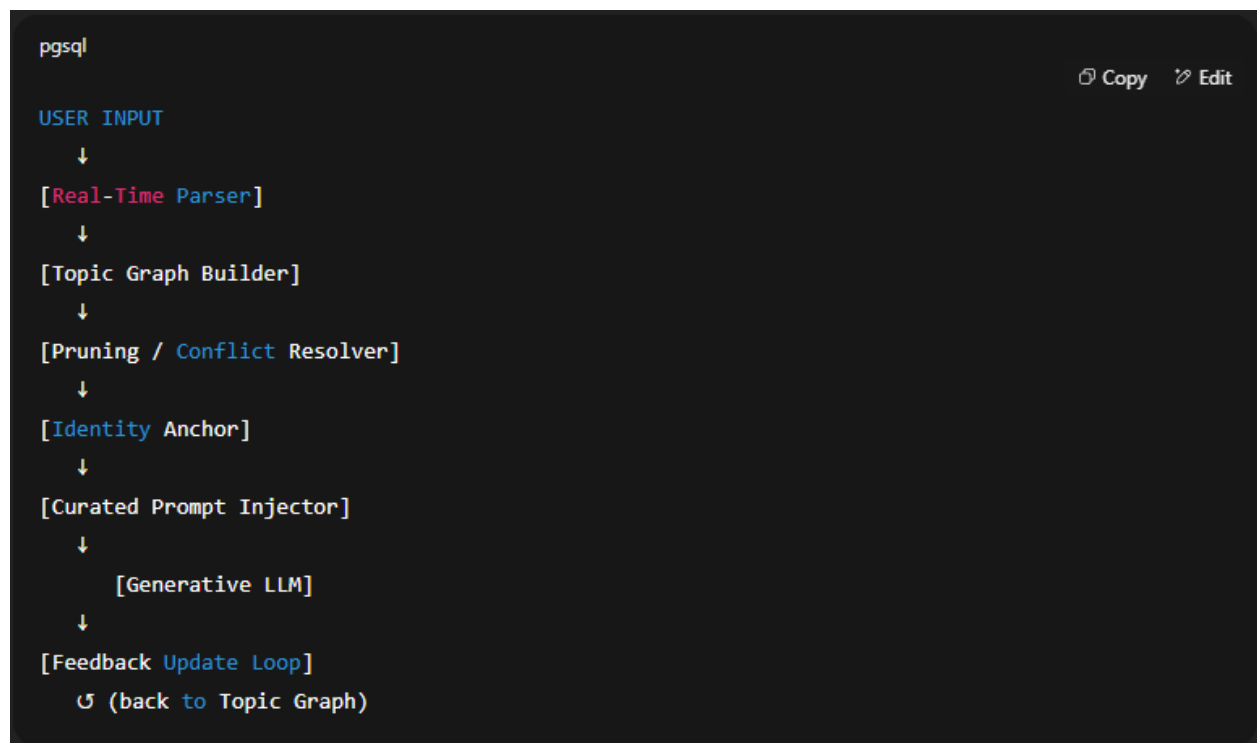 pgsql
Copy Edit
USER INPUT
↓
[Real-Time Parser]
↓
[Topic Graph Builder]
↓
[Pruning / Conflict Resolver]
↓
[Identity Anchor]
↓
[Curated Prompt Injector]
↓
[Generative LLM]
↓
[Feedback Update Loop]
↺ (back to Topic Graph)